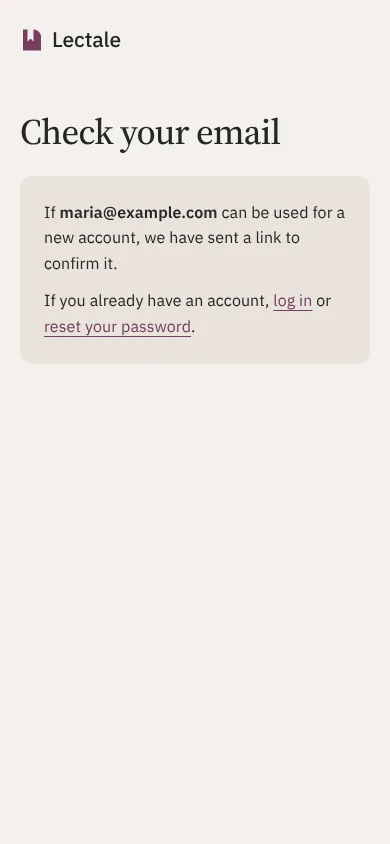 Lectale
Check your email
If maria@example.com can be used for a
new account, we have sent a link to
confirm it.
If you already have an account, log in or
reset your password.